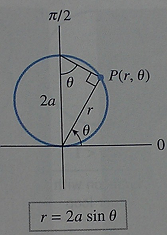 π/2
θ
P(r, θ)
2a
r
θ
0
r = 2a sin θ